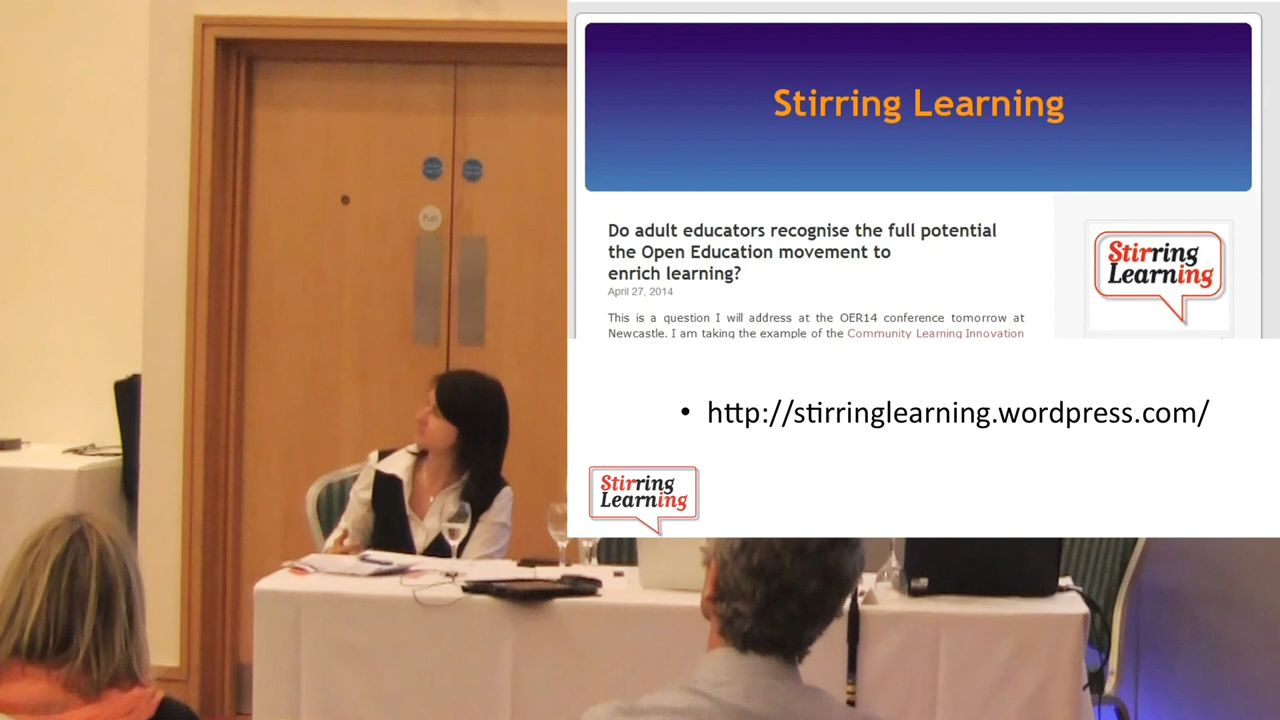 Stirring Learning
Do adult educators recognise the full potential
the Open Education movement to
enrich learning?
April 27, 2014
This is a question I will address at the OER14 conference tomorrow at
Newcastle. I am taking the example of the Community Learning Innovation
Stirring
Learning
• http://stirringlearning.wordpress.com/
Stirring
Learning